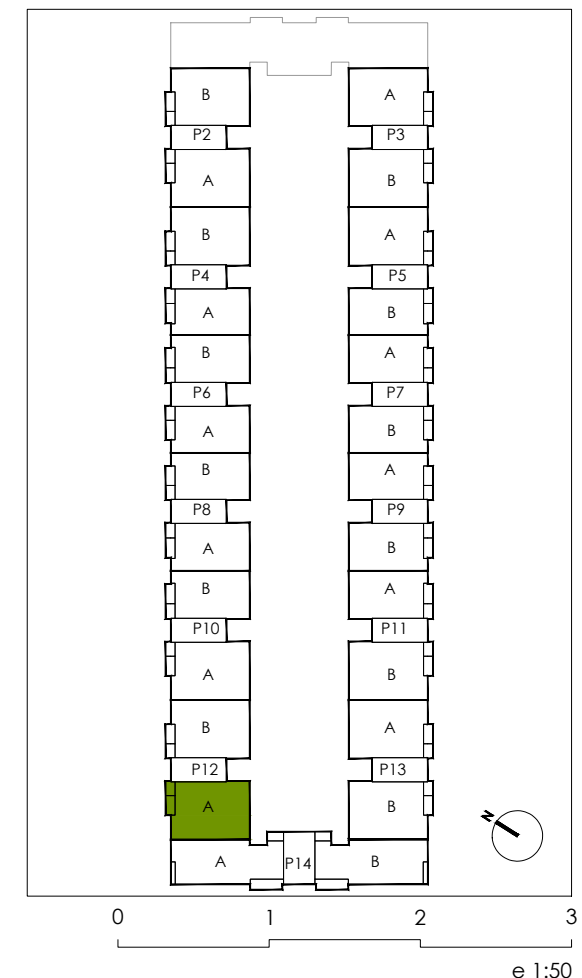 B A
P2 P3
A B
B A
P4 P5
A B
B A
P6 P7
A B
B A
P8 P9
A B
B A
P10 P11
A B
B A
P12 P13
A B
N
A P14 B
0 1 2 3
e 1:50